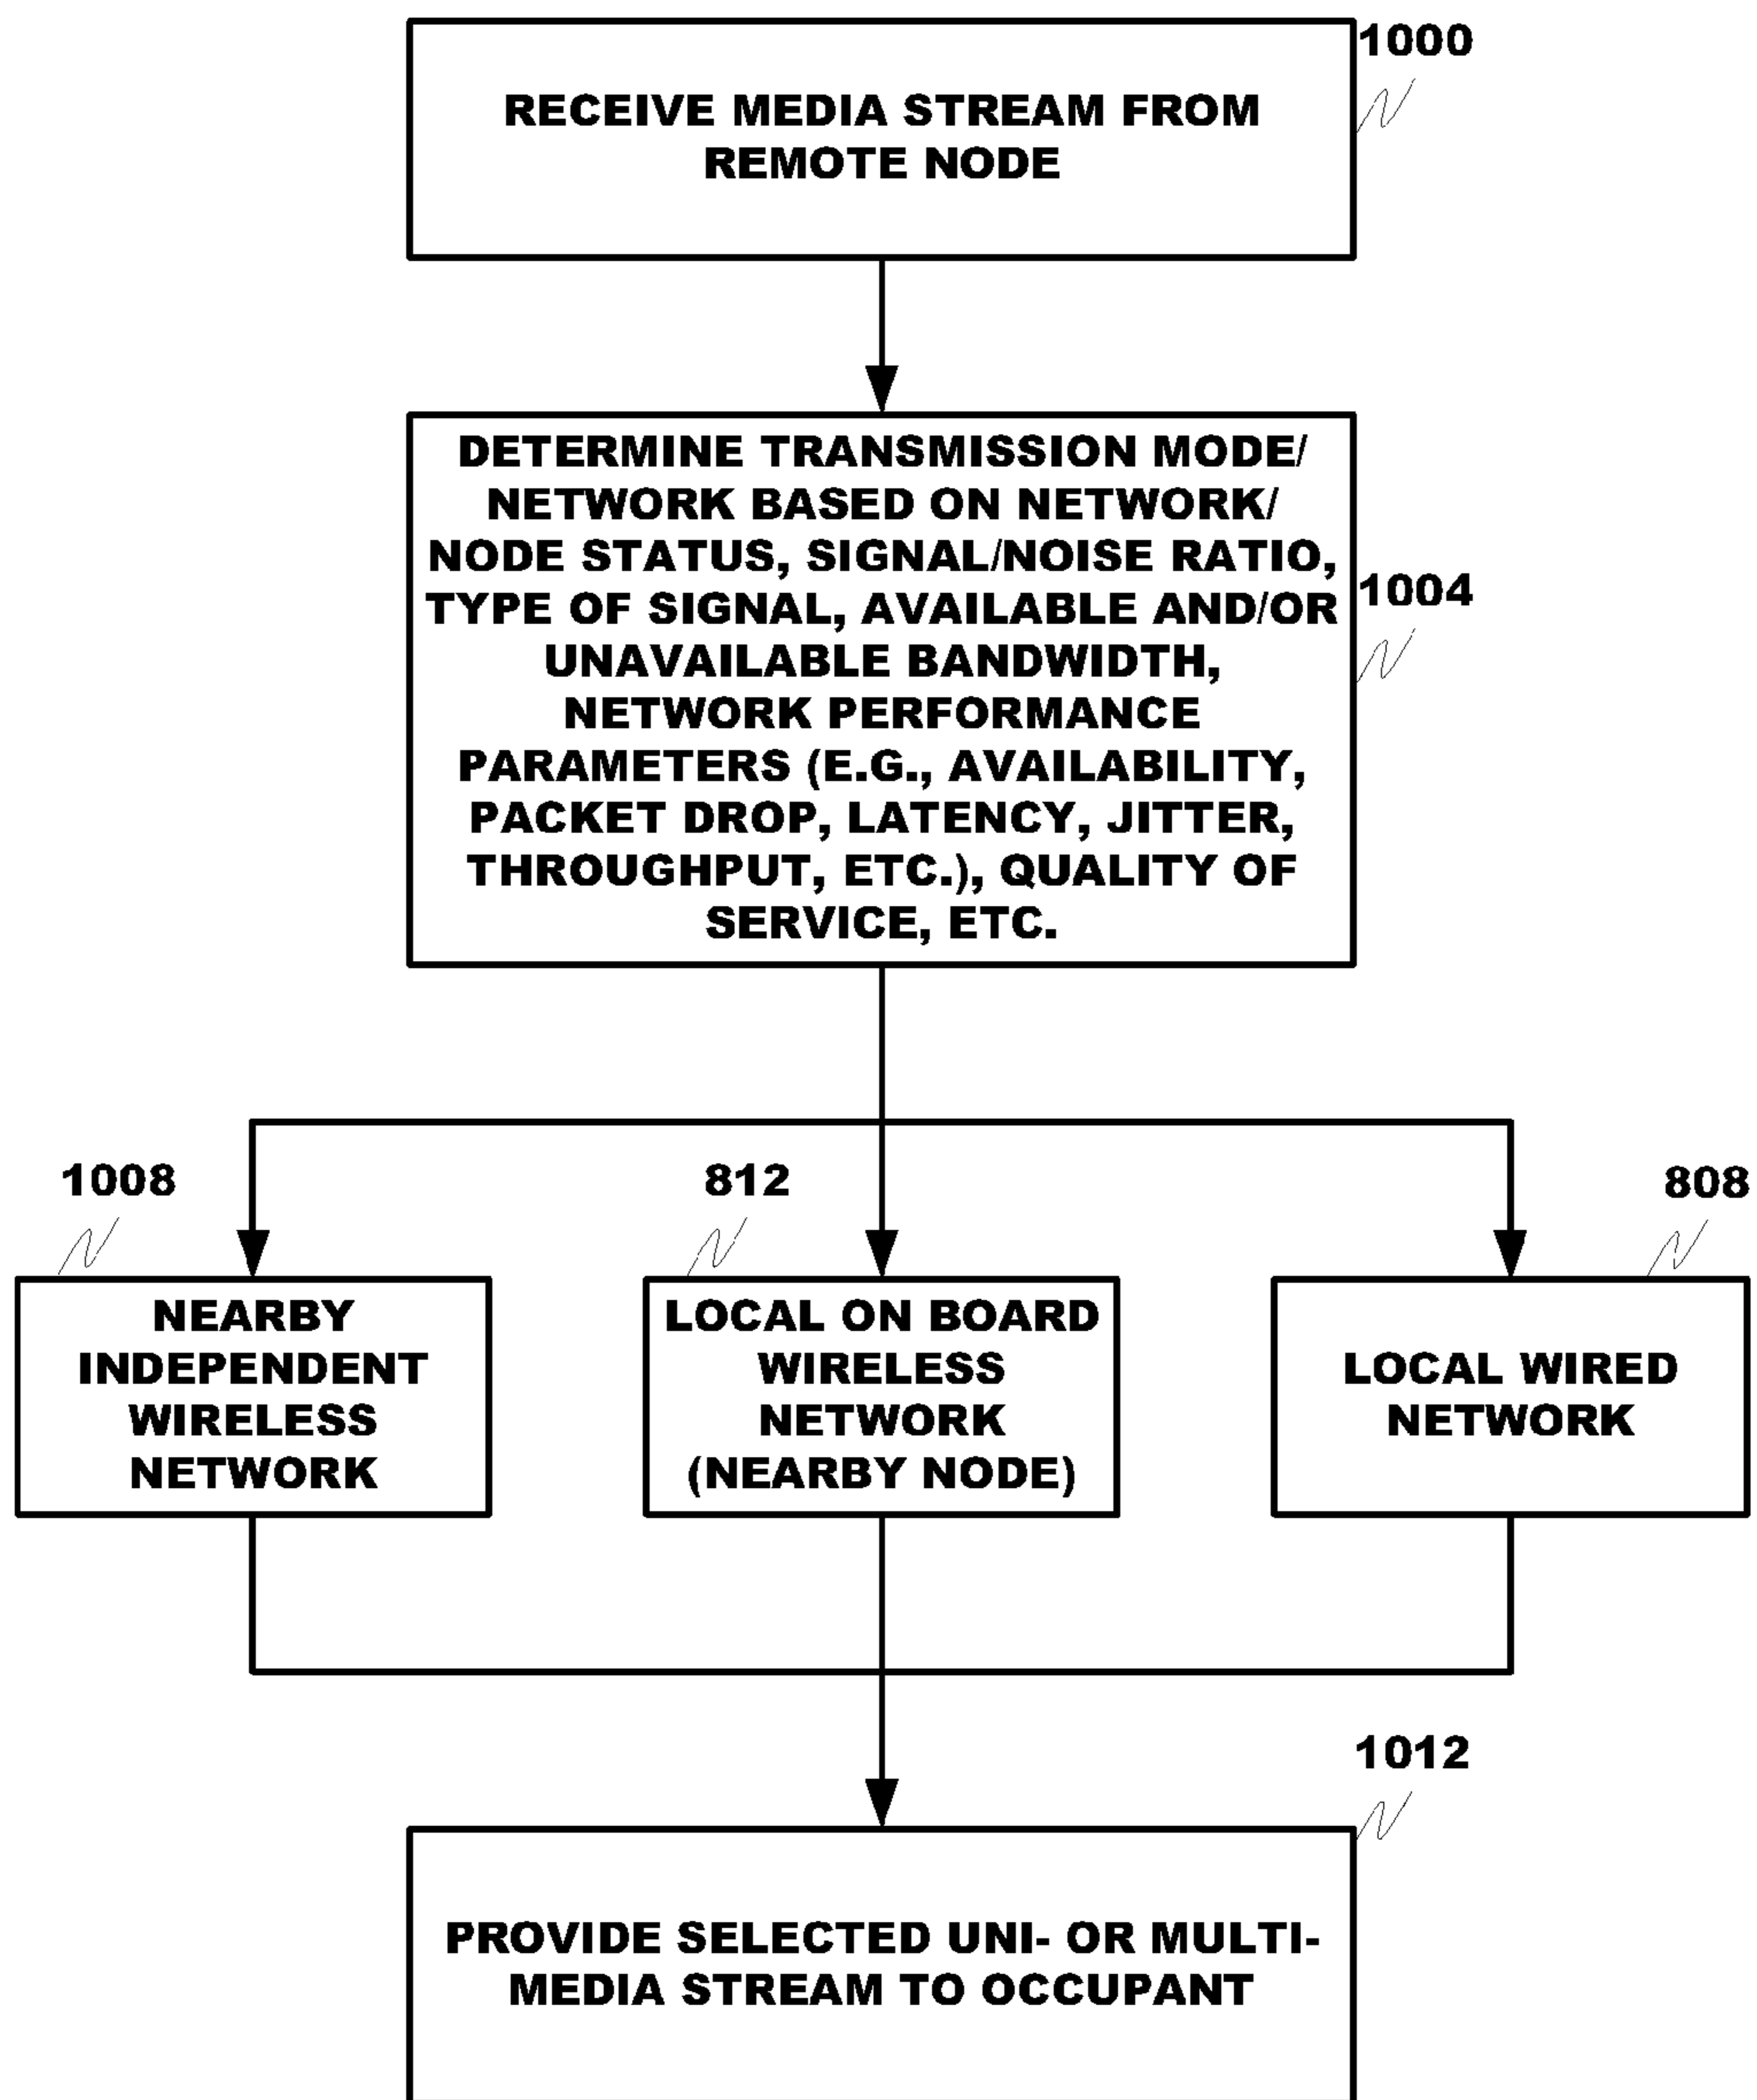 1000
RECEIVE MEDIA STREAM FROM
REMOTE NODE
DETERMINE TRANSMISSION MODE/
NETWORK BASED ON NETWORK/
NODE STATUS, SIGNAL/NOISE RATIO,
TYPE OF SIGNAL, AVAILABLE AND/OR
1004
UNAVAILABLE BANDWIDTH,
NETWORK PERFORMANCE
PARAMETERS (E.G., AVAILABILITY,
PACKET DROP, LATENCY, JITTER,
THROUGHPUT, ETC.), QUALITY OF
SERVICE, ETC.
1008
NEARBY
INDEPENDENT
WIRELESS
NETWORK
812
LOCAL ON BOARD
WIRELESS
NETWORK
(NEARBY NODE)
808
LOCAL WIRED
NETWORK
1012
PROVIDE SELECTED UNI- OR MULTI-
MEDIA STREAM TO OCCUPANT